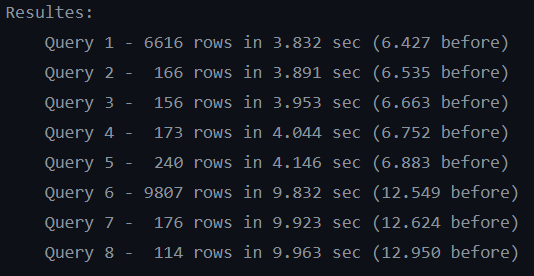 Resultes:
    Query 1 - 6616 rows in 3.832 sec (6.427 before)
    Query 2 -  166 rows in 3.891 sec (6.535 before)
    Query 3 -  156 rows in 3.953 sec (6.663 before)
    Query 4 -  173 rows in 4.044 sec (6.752 before)
    Query 5 -  240 rows in 4.146 sec (6.883 before)
    Query 6 - 9807 rows in 9.832 sec (12.549 before)
    Query 7 -  176 rows in 9.923 sec (12.624 before)
    Query 8 -  114 rows in 9.963 sec (12.950 before)